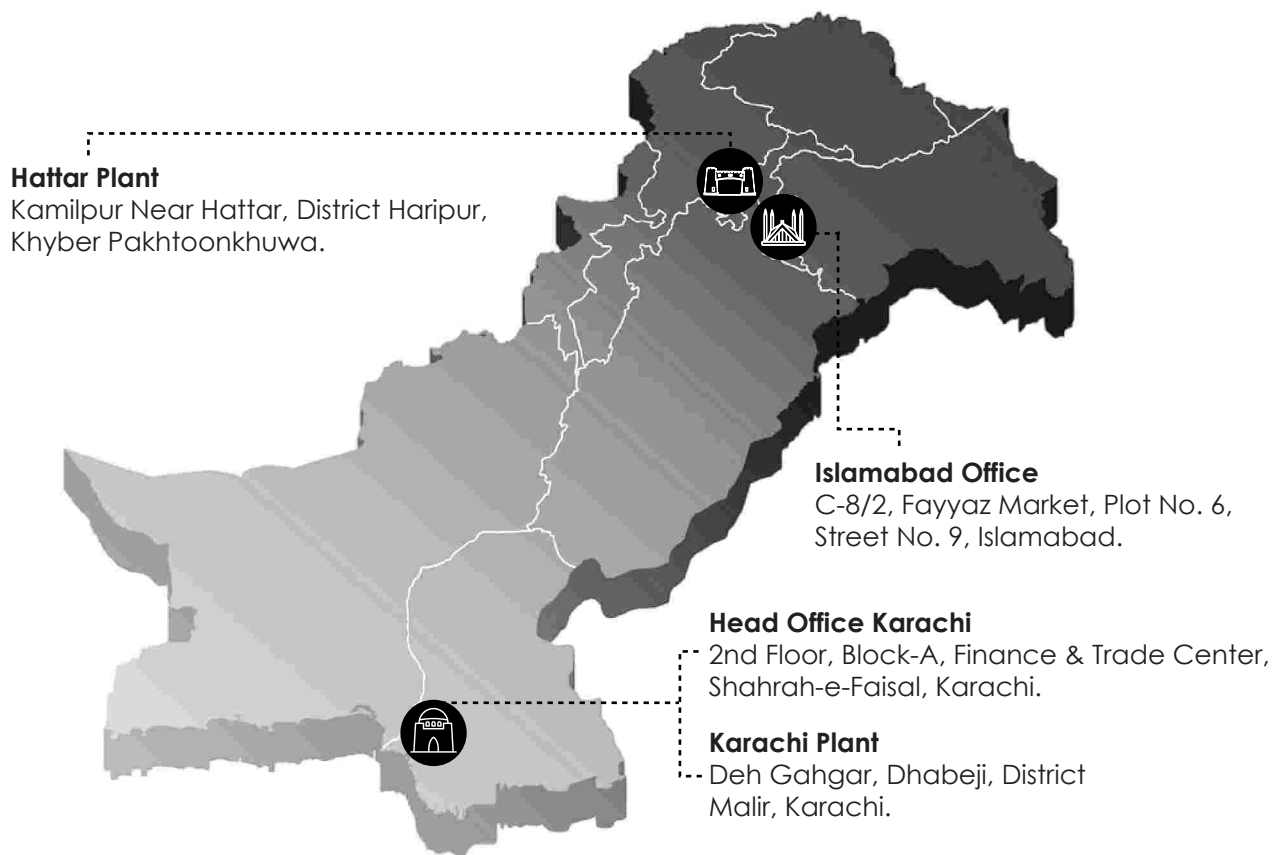 Hattar Plant
Kamilpur Near Hattar, District Haripur,
Khyber Pakhtoonkhuwa.
Islamabad Office
C-8/2, Fayyaz Market, Plot No. 6,
Street No. 9, Islamabad.
Head Office Karachi
2nd Floor, Block-A, Finance & Trade Center,
Shahrah-e-Faisal, Karachi.
Karachi Plant
Deh Gahgar, Dhabeji, District
Malir, Karachi.